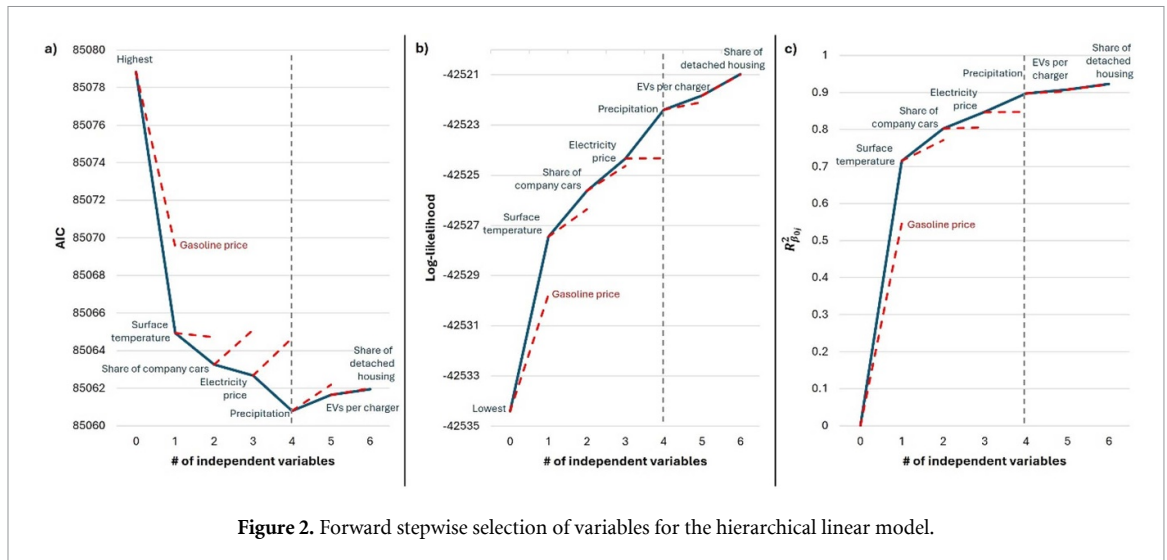 a)
85080
85078
85076
85074
85072
85070
85068
85066
85064
85062
85060
AIC
Highest
Gasoline price
Surface
temperature
Share of company cars
Electricity
price
Precipitation
EVs per charger
Share of
detached
housing
0 1 2 3 4 5 6
# of independent variables
b)
-42521
-42523
-42525
-42527
-42529
-42531
-42533
-42535
Log-likelihood
Share of
detached housing
EVs per charger
Precipitation
Electricity
price
Share of
company cars
Surface
temperature
Gasoline price
Lowest
0 1 2 3 4 5 6
# of independent variables
c)
1
0.9
0.8
0.7
0.6
0.5
0.4
0.3
0.2
0.1
0
R²β0j
Share of
detached
housing
EVs per
charger
Precipitation
Electricity
price
Share of
company cars
Surface
temperature
Gasoline price
0 1 2 3 4 5 6
# of independent variables
Figure 2. Forward stepwise selection of variables for the hierarchical linear model.